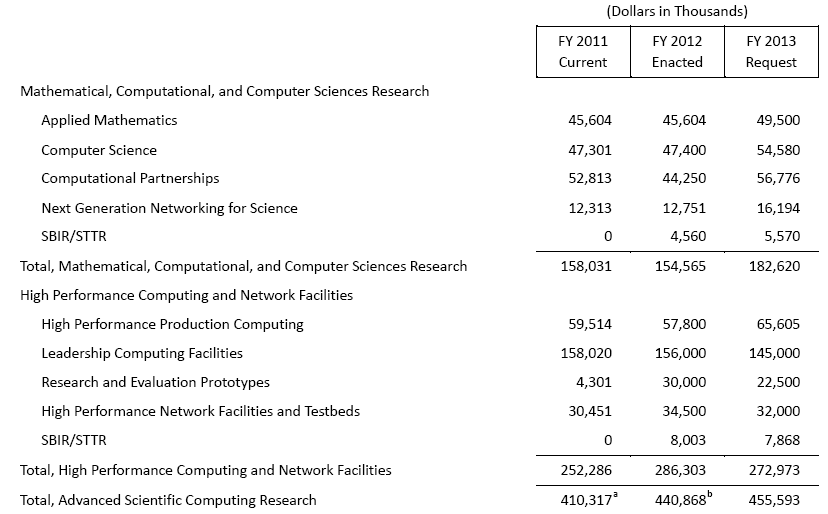 (Dollars in Thousands)
FY 2011 FY 2012 FY 2013
Current Enacted Request
Mathematical, Computational, and Computer Sciences Research
Applied Mathematics 45,604 45,604 49,500
Computer Science 47,301 47,400 54,580
Computational Partnerships 52,813 44,250 56,776
Next Generation Networking for Science 12,313 12,751 16,194
SBIR/STTR 0 4,560 5,570
Total, Mathematical, Computational, and Computer Sciences Research 158,031 154,565 182,620
High Performance Computing and Network Facilities
High Performance Production Computing 59,514 57,800 65,605
Leadership Computing Facilities 158,020 156,000 145,000
Research and Evaluation Prototypes 4,301 30,000 22,500
High Performance Network Facilities and Testbeds 30,451 34,500 32,000
SBIR/STTR 0 8,003 7,868
Total, High Performance Computing and Network Facilities 252,286 286,303 272,973
Total, Advanced Scientific Computing Research 410,317a 440,868b 455,593